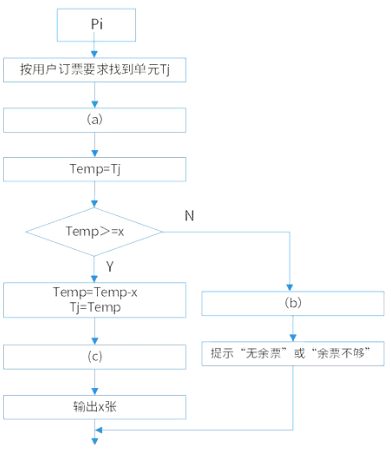 Pi
按用户订票要求找到单元Tj
（a）
Temp=Tj
Temp＞=x
N
Y
Temp=Temp-x
Tj=Temp
（b）
(c)
提示“无余票”或“余票不够”
输出x张